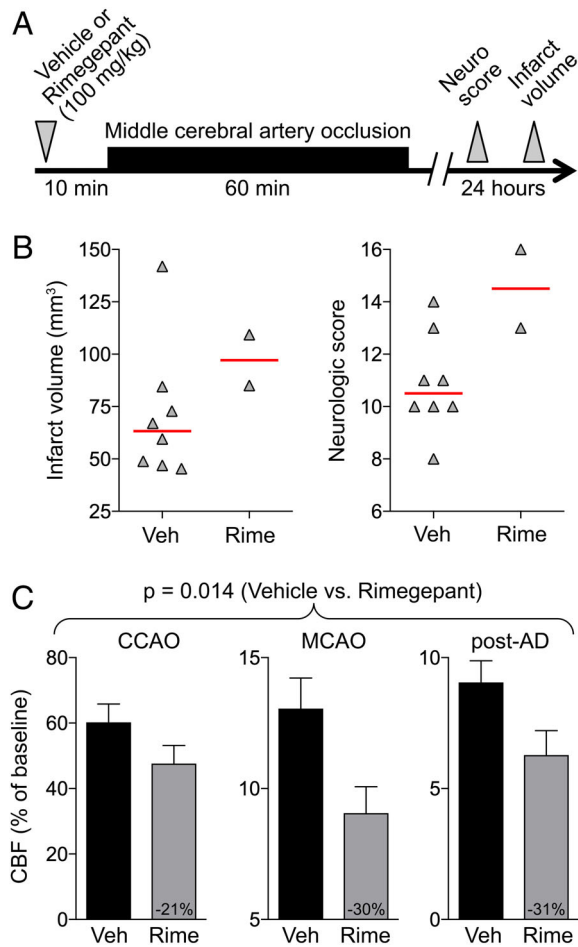 A
Vehicle or
Rimegepant
(100 mg/kg)
Neuro
score
Infarct
volume
Middle cerebral artery occlusion
10 min
60 min
24 hours
B
Infarct volume (mm³)
150
125
100
75
50
25
Veh
Rime
Neurologic score
16
14
12
10
8
6
Veh
Rime
C
p = 0.014 (Vehicle vs. Rimegepant)
CCAO
MCAO
post-AD
CBF (% of baseline)
80
60
40
20
0
-21%
Veh
Rime
15
10
5
-30%
Veh
Rime
10
5
0
-31%
Veh
Rime